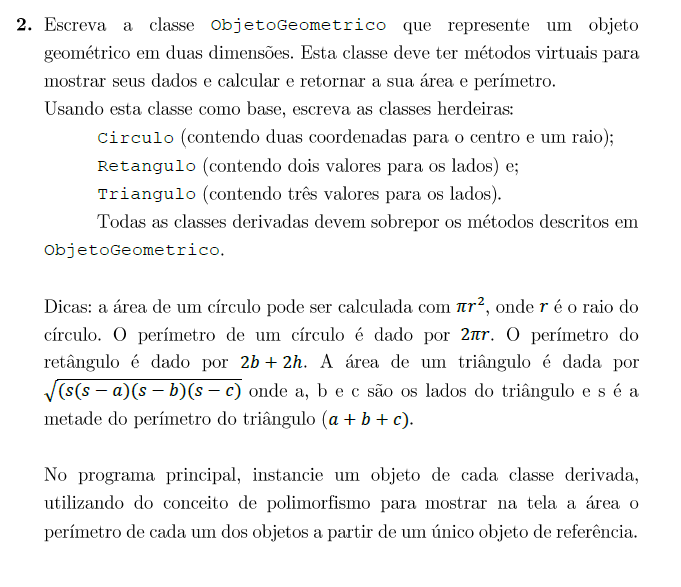 2. Escreva a classe ObjetoGeometrico que represente um objeto
geométrico em duas dimensões. Esta classe deve ter métodos virtuais para
mostrar seus dados e calcular e retornar a sua área e perímetro.
Usando esta classe como base, escreva as classes herdeiras:
Circulo (contendo duas coordenadas para o centro e um raio);
Retangulo (contendo dois valores para os lados) e;
Triangulo (contendo três valores para os lados).
Todas as classes derivadas devem sobrepor os métodos descritos em
ObjetoGeometrico.
Dicas: a área de um círculo pode ser calculada com πr², onde r é o raio do
círculo. O perímetro de um círculo é dado por 2πr. O perímetro do
retângulo é dado por 2b + 2h. A área de um triângulo é dada por
√(s(s − a)(s − b)(s − c) onde a, b e c são os lados do triângulo e s é a
metade do perímetro do triângulo (a + b + c).
No programa principal, instancie um objeto de cada classe derivada,
utilizando do conceito de polimorfismo para mostrar na tela a área o
perímetro de cada um dos objetos a partir de um único objeto de referência.